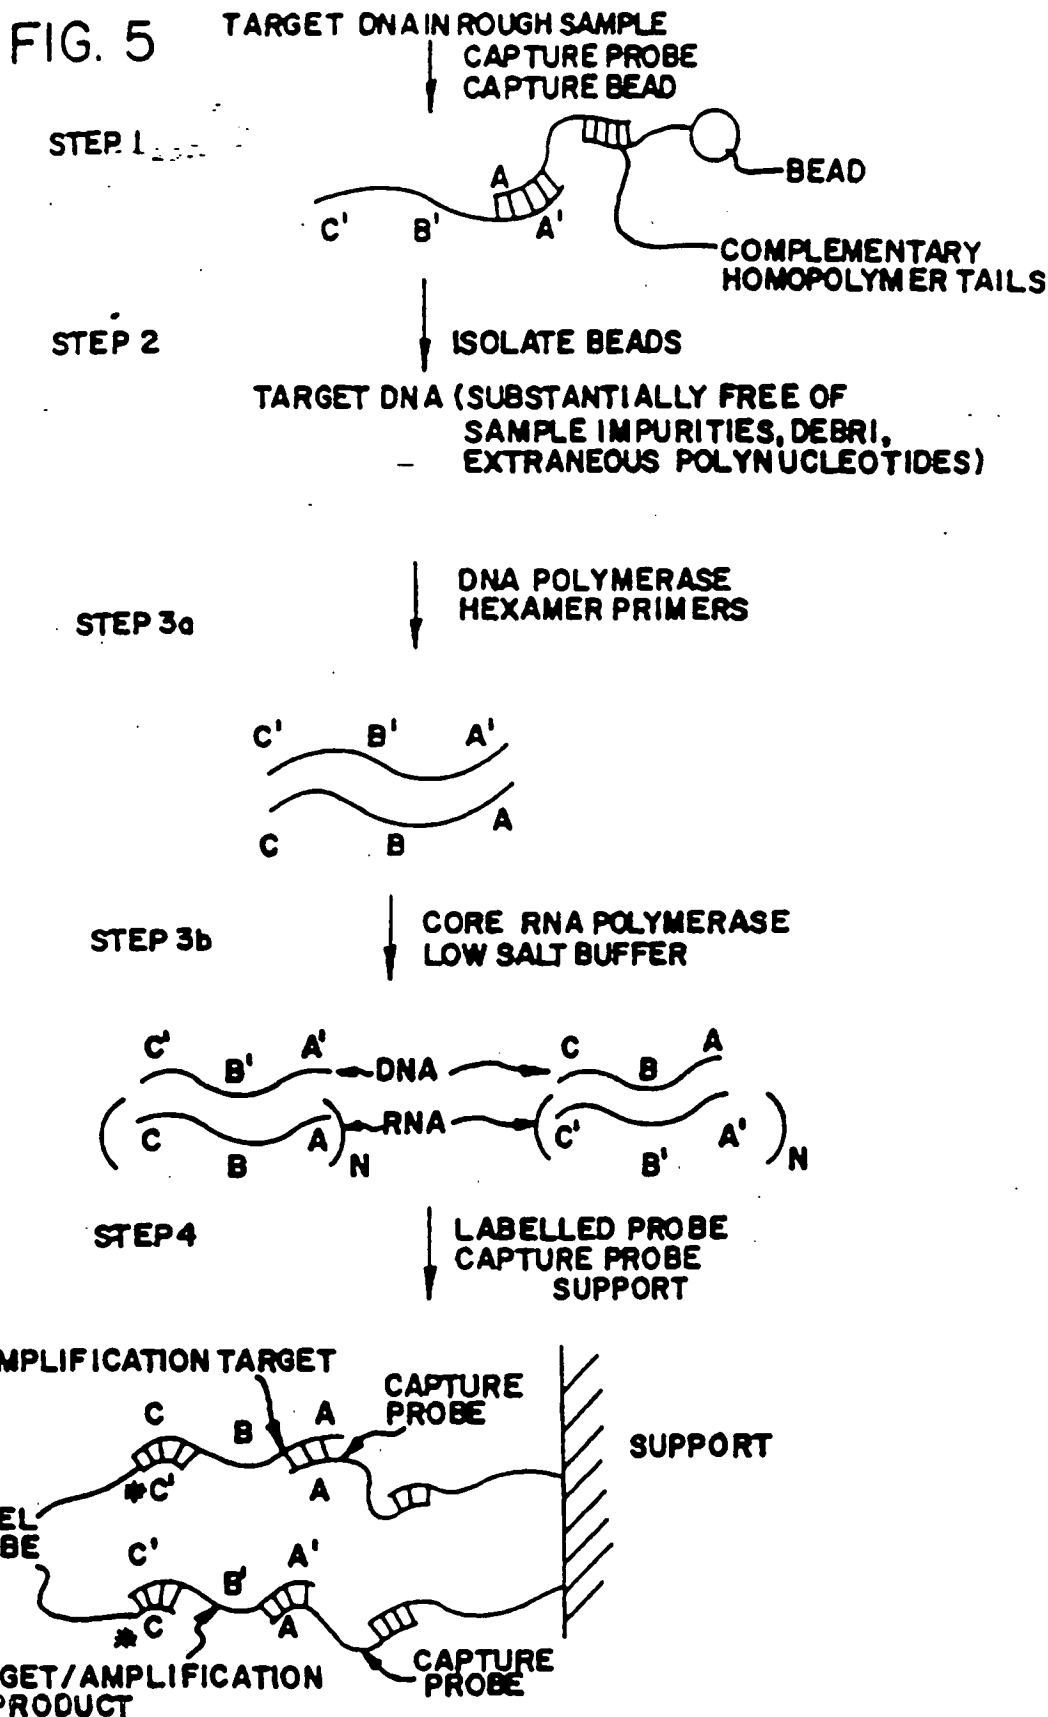 FIG. 5
TARGET DNA IN ROUGH SAMPLE
CAPTURE PROBE
CAPTURE BEAD
STEP 1
A
BEAD
C' B' A'
COMPLEMENTARY
HOMOPOLYMER TAILS
STEP 2
ISOLATE BEADS
TARGET DNA (SUBSTANTIALLY FREE OF
SAMPLE IMPURITIES, DEBRI,
EXTRANEOUS POLYNUCLEOTIDES)
DNA POLYMERASE
HEXAMER PRIMERS
STEP 3a
C' B' A'
C B A
CORE RNA POLYMERASE
LOW SALT BUFFER
STEP 3b
C' B' A' DNA C B A
( C B A )N RNA ( C' B' A' )N
STEP 4
LABELLED PROBE
CAPTURE PROBE
SUPPORT
MPLIFICATION TARGET
CAPTURE
PROBE
C B A
SUPPORT
*C' A
EL
BE
C' B' A'
*C A
GET/AMPLIFICATION
PRODUCT
CAPTURE
PROBE